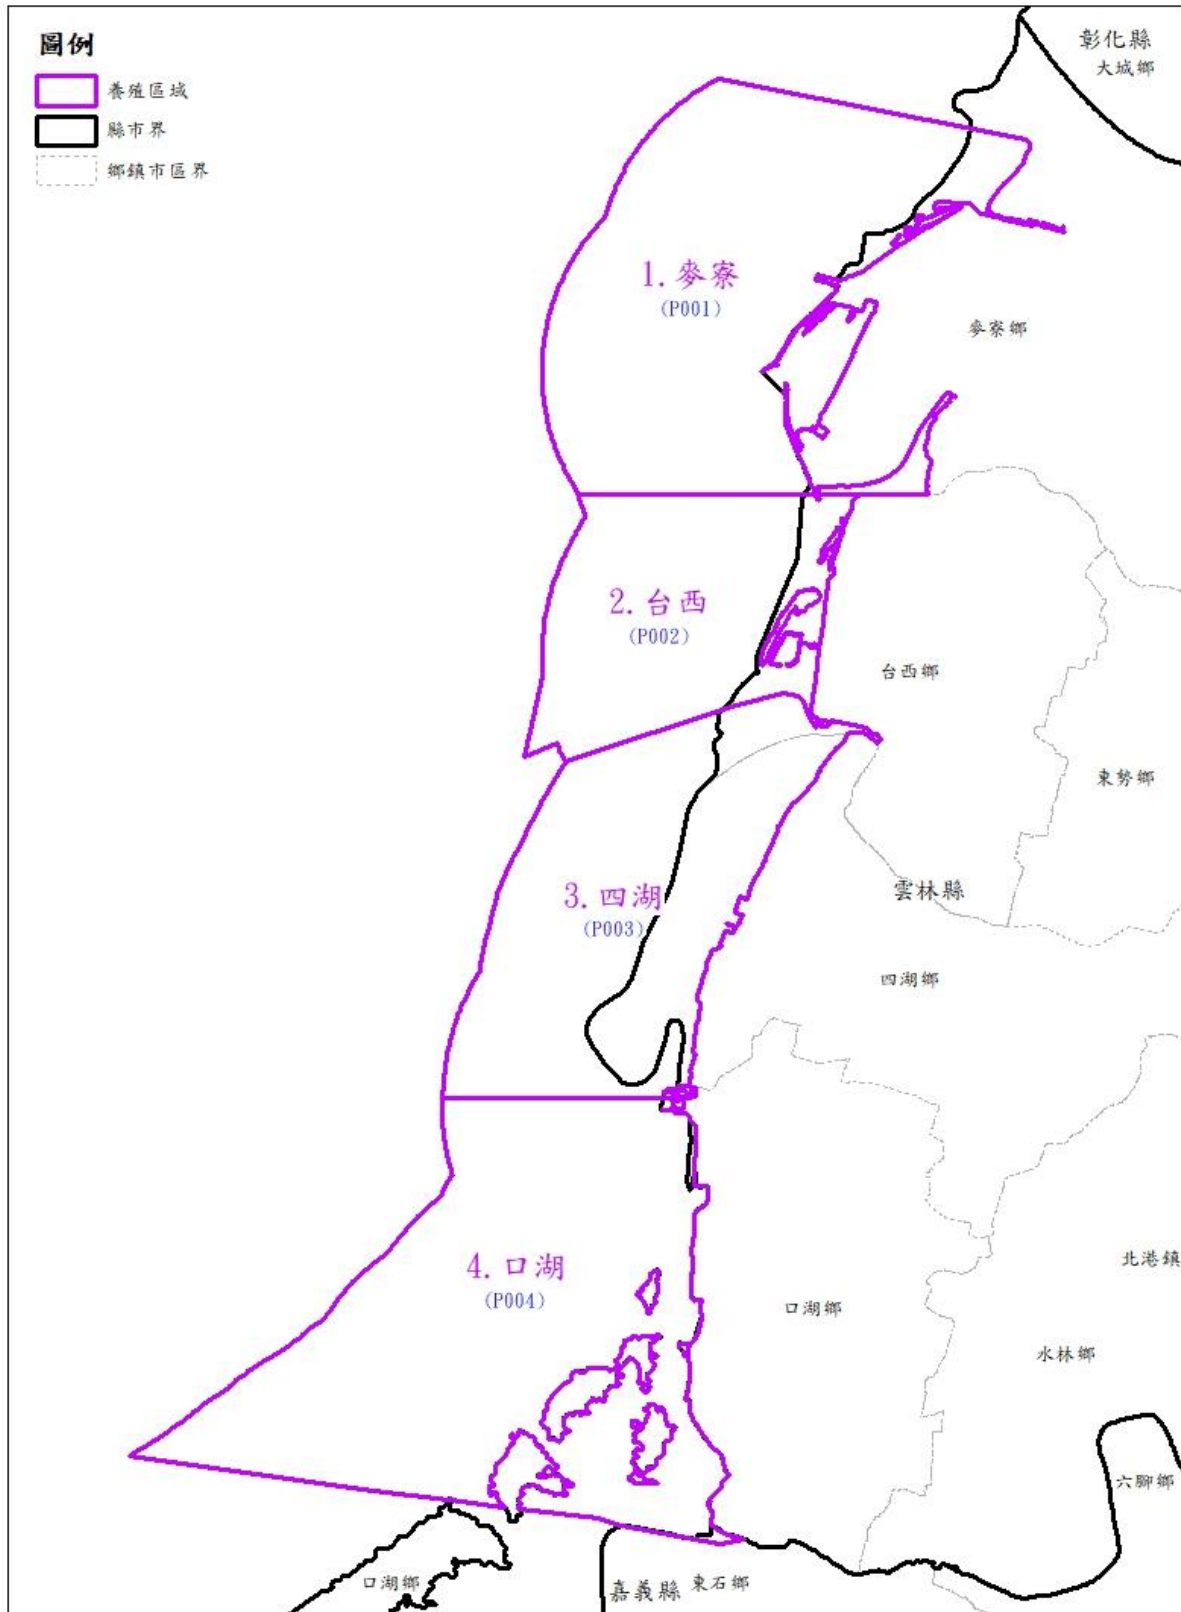 圖例
養殖區域
縣市界
鄉鎮市區界
彰化縣
大城鄉
1. 麥寮
(P001)
麥寮鄉
2. 台西
(P002)
台西鄉
東勢鄉
3. 四湖
(P003)
雲林縣
四湖鄉
4. 口湖
(P004)
北港鎮
口湖鄉
水林鄉
六腳鄉
口湖鄉
嘉義縣
東石鄉